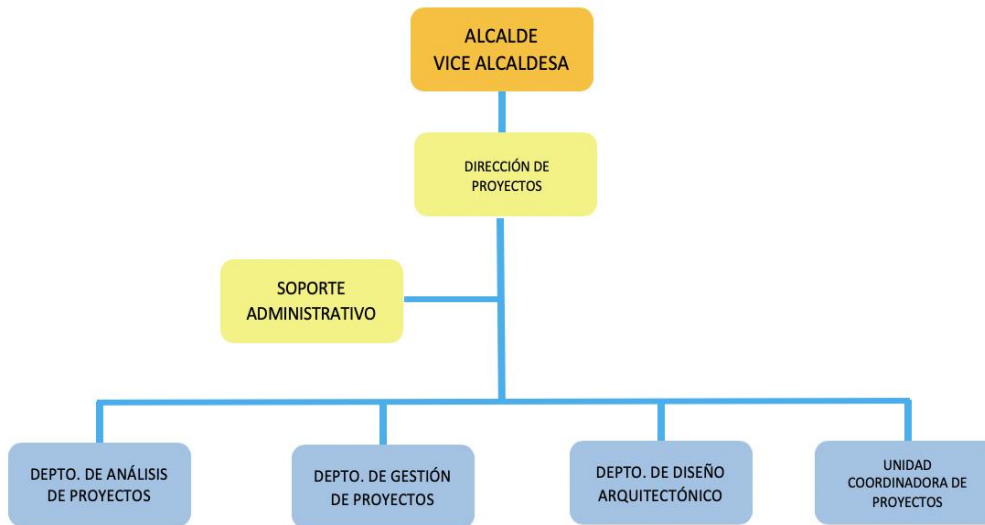 ALCALDE
VICE ALCALDESA
DIRECCIÓN DE
PROYECTOS
SOPORTE
ADMINISTRATIVO
DEPTO. DE ANÁLISIS
DE PROYECTOS
DEPTO. DE GESTIÓN
DE PROYECTOS
DEPTO. DE DISEÑO
ARQUITECTÓNICO
UNIDAD
COORDINADORA DE
PROYECTOS